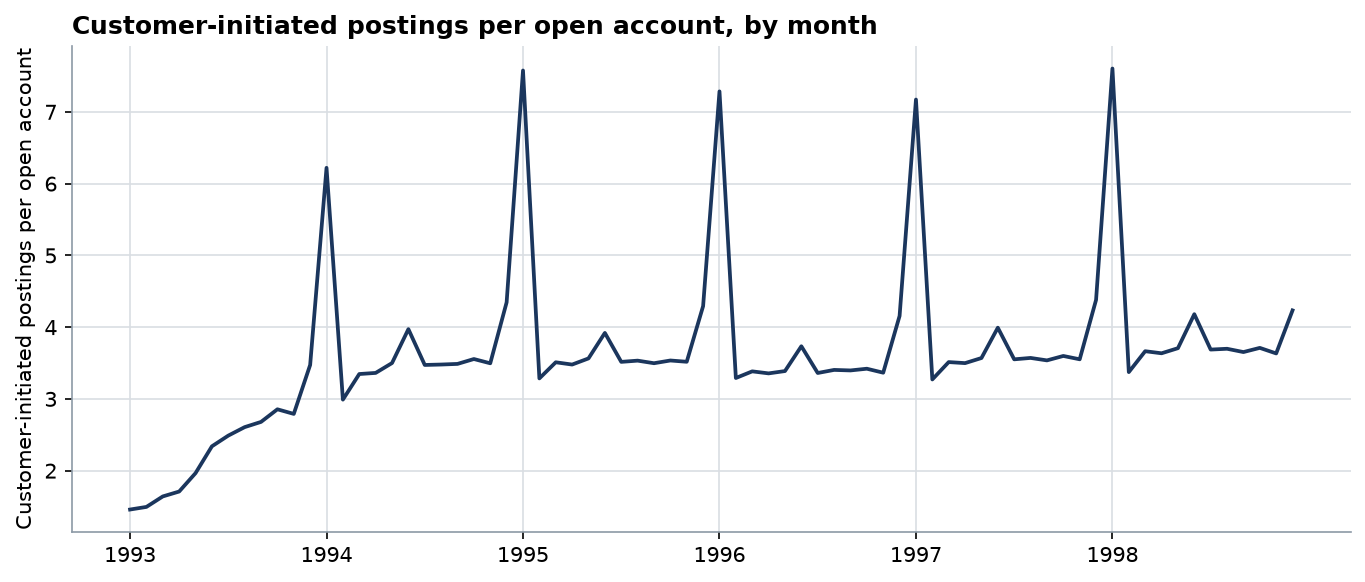 Customer-initiated postings per open account, by month
Customer-initiated postings per open account
7
6
5
4
3
2
1993 1994 1995 1996 1997 1998